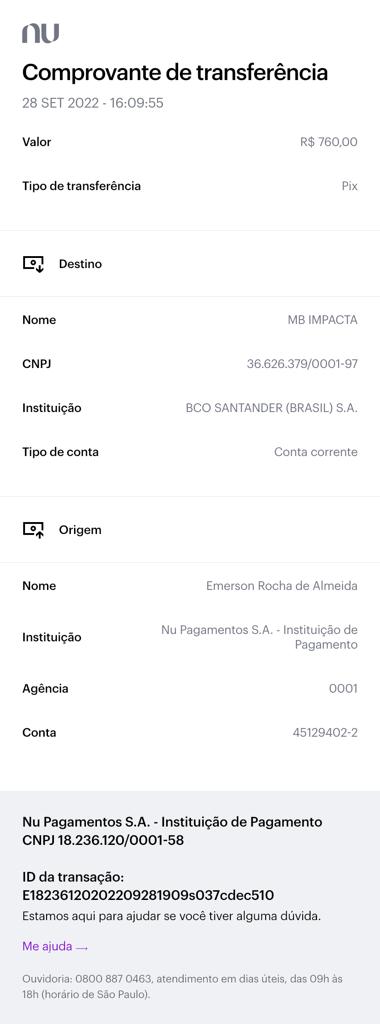 nu
Comprovante de transferência
28 SET 2022 - 16:09:55
Valor R$ 760,00
Tipo de transferência Pix
Destino
Nome MB IMPACTA
CNPJ 36.626.379/0001-97
Instituição BCO SANTANDER (BRASIL) S.A.
Tipo de conta Conta corrente
Origem
Nome Emerson Rocha de Almeida
Instituição Nu Pagamentos S.A. - Instituição de
Pagamento
Agência 0001
Conta 45129402-2
Nu Pagamentos S.A. - Instituição de Pagamento
CNPJ 18.236.120/0001-58
ID da transação:
E18236120202209281909s037cdec510
Estamos aqui para ajudar se você tiver alguma dúvida.
Me ajuda →
Ouvidoria: 0800 887 0463, atendimento em dias úteis, das 09h às
18h (horário de São Paulo).